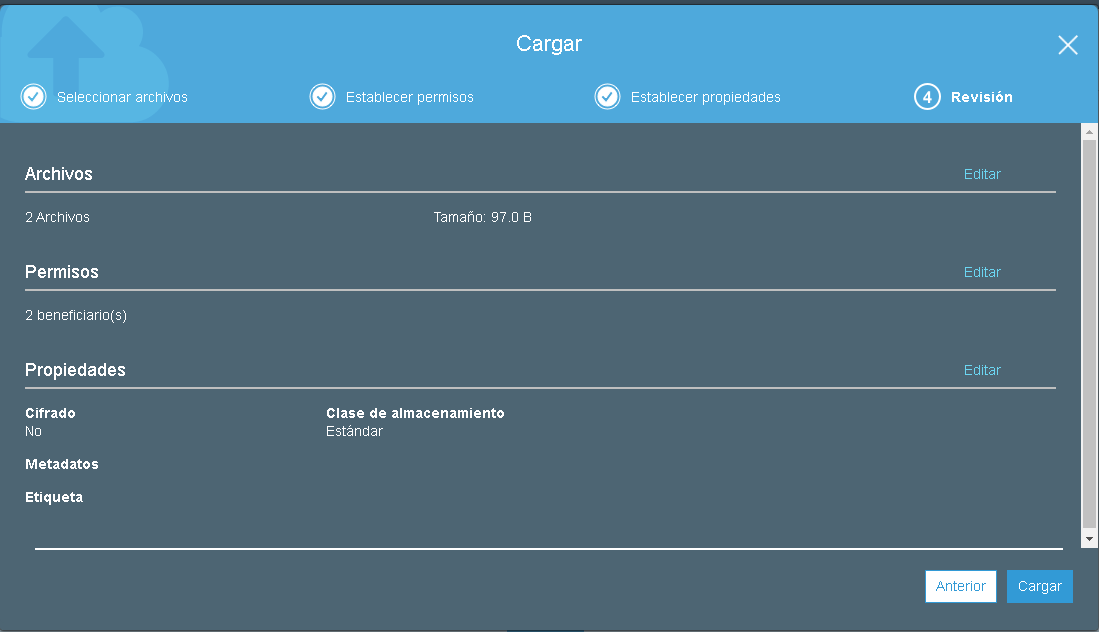 Cargar
Seleccionar archivos
Establecer permisos
Establecer propiedades
4 Revisión
Archivos Editar
2 Archivos Tamaño: 97.0 B
Permisos Editar
2 beneficiario(s)
Propiedades Editar
Cifrado Clase de almacenamiento
No Estándar
Metadatos
Etiqueta
Anterior Cargar